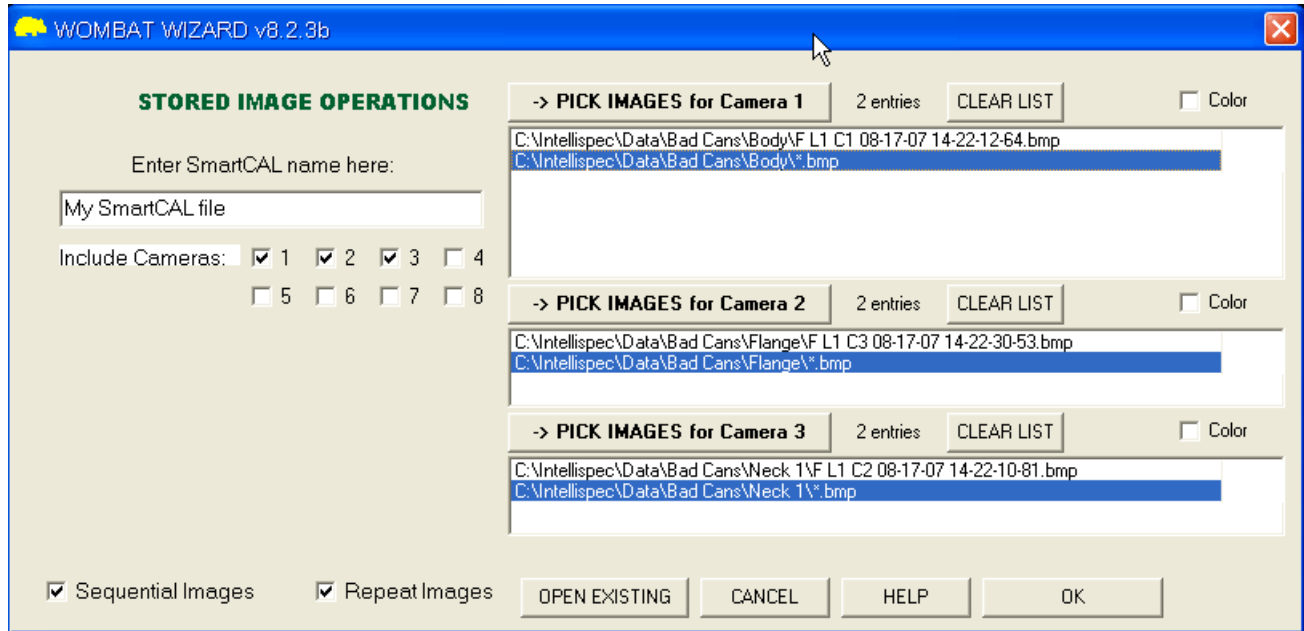 WOMBAT WIZARD v8.2.3b
STORED IMAGE OPERATIONS
Enter SmartCAL name here:
My SmartCAL file
Include Cameras: 1 2 3 4
5 6 7 8
-> PICK IMAGES for Camera 1 2 entries CLEAR LIST Color
C:\Intellispec\Data\Bad Cans\Body\F L1 C1 08-17-07 14-22-12-64.bmp
C:\Intellispec\Data\Bad Cans\Body\*.bmp
-> PICK IMAGES for Camera 2 2 entries CLEAR LIST Color
C:\Intellispec\Data\Bad Cans\Flange\F L1 C3 08-17-07 14-22-30-53.bmp
C:\Intellispec\Data\Bad Cans\Flange\*.bmp
-> PICK IMAGES for Camera 3 2 entries CLEAR LIST Color
C:\Intellispec\Data\Bad Cans\Neck 1\F L1 C2 08-17-07 14-22-10-81.bmp
C:\Intellispec\Data\Bad Cans\Neck 1\*.bmp
Sequential Images Repeat Images OPEN EXISTING CANCEL HELP OK